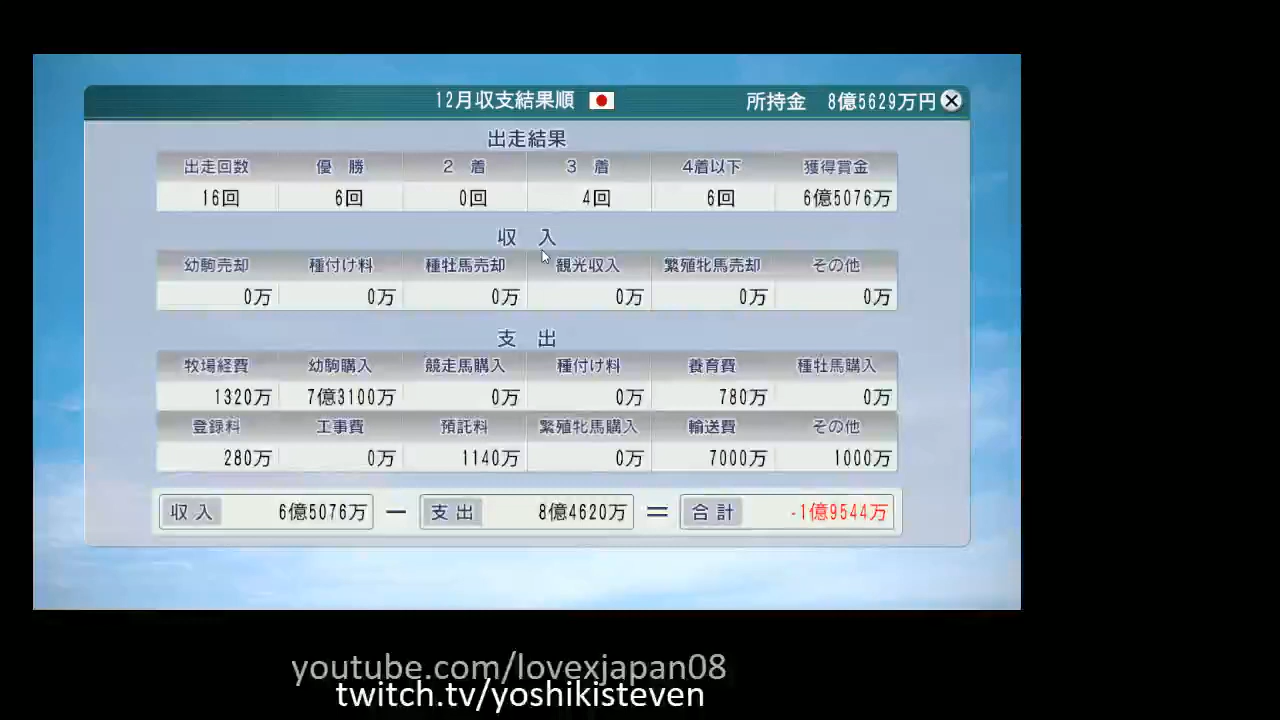 12月収支結果順 所持金 8億5629万円
出走結果
出走回数 優 勝 2 着 3 着 4着以下 獲得賞金
16回 6回 0回 4回 6回 6億5076万
収 入
幼駒売却 種付け料 種牡馬売却 観光収入 繁殖牝馬売却 その他
0万 0万 0万 0万 0万 0万
支 出
牧場経費 幼駒購入 競走馬購入 種付け料 養育費 種牡馬購入
1320万 7億3100万 0万 0万 780万 0万
登録料 工事費 預託料 繁殖牝馬購入 輸送費 その他
280万 0万 1140万 0万 7000万 1000万
収 入 6億5076万 － 支 出 8億4620万 ＝ 合 計 -1億9544万
youtube.com/lovexjapan08
twitch.tv/yoshikisteven